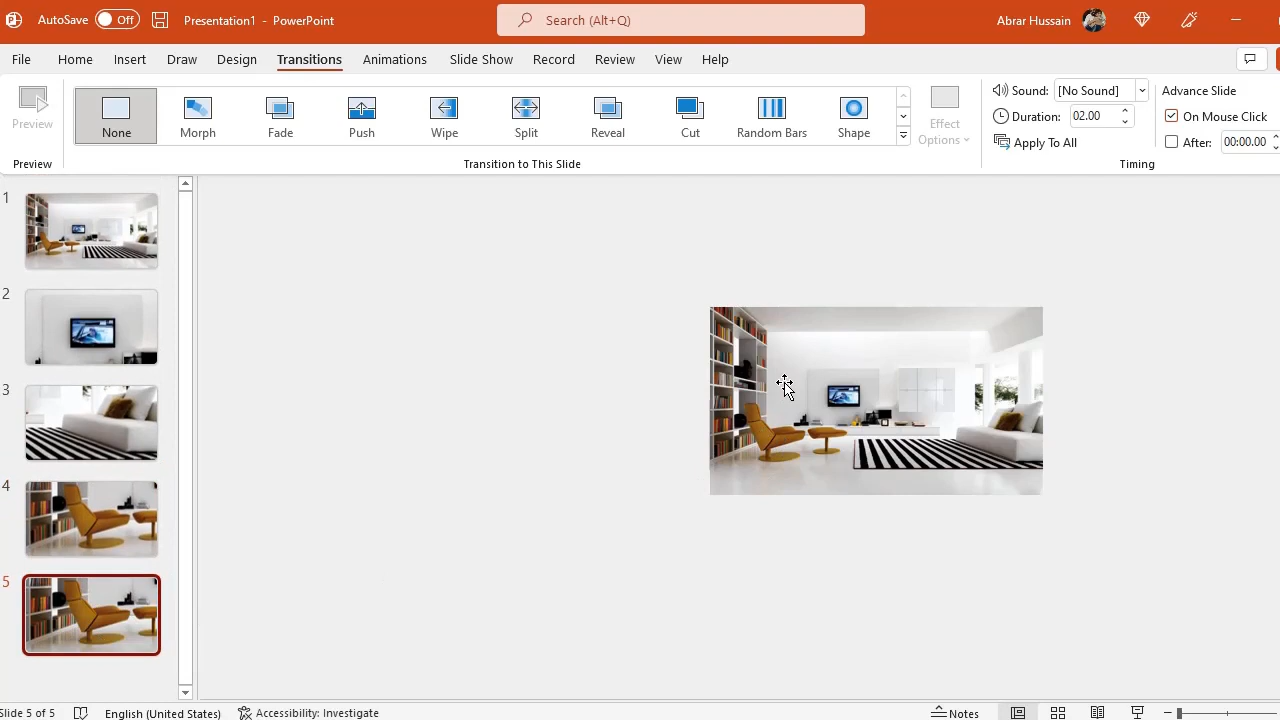 AutoSave Off Presentation1 - PowerPoint Search (Alt+Q) Abrar Hussain
File Home Insert Draw Design Transitions Animations Slide Show Record Review View Help
Preview
None Morph Fade Push Wipe Split Reveal Cut Random Bars Shape
Effect
Options
Sound: [No Sound]
Duration: 02.00
Apply To All
Advance Slide
On Mouse Click
After: 00:00.00
Preview Transition to This Slide Timing
1
2
3
4
5
Slide 5 of 5 English (United States) Accessibility: Investigate Notes